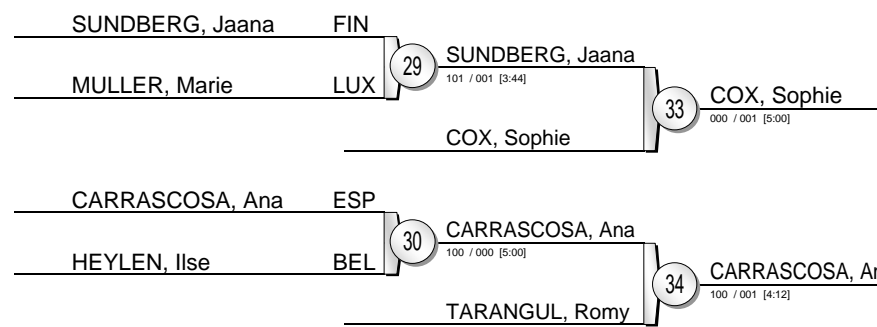 SUNDBERG, Jaana FIN
29
SUNDBERG, Jaana
101 / 001 [3:44]
MULLER, Marie LUX
33
COX, Sophie
000 / 001 [5:00]
COX, Sophie
CARRASCOSA, Ana ESP
30
CARRASCOSA, Ana
100 / 000 [5:00]
HEYLEN, Ilse BEL
34
CARRASCOSA, An
100 / 001 [4:12]
TARANGUL, Romy